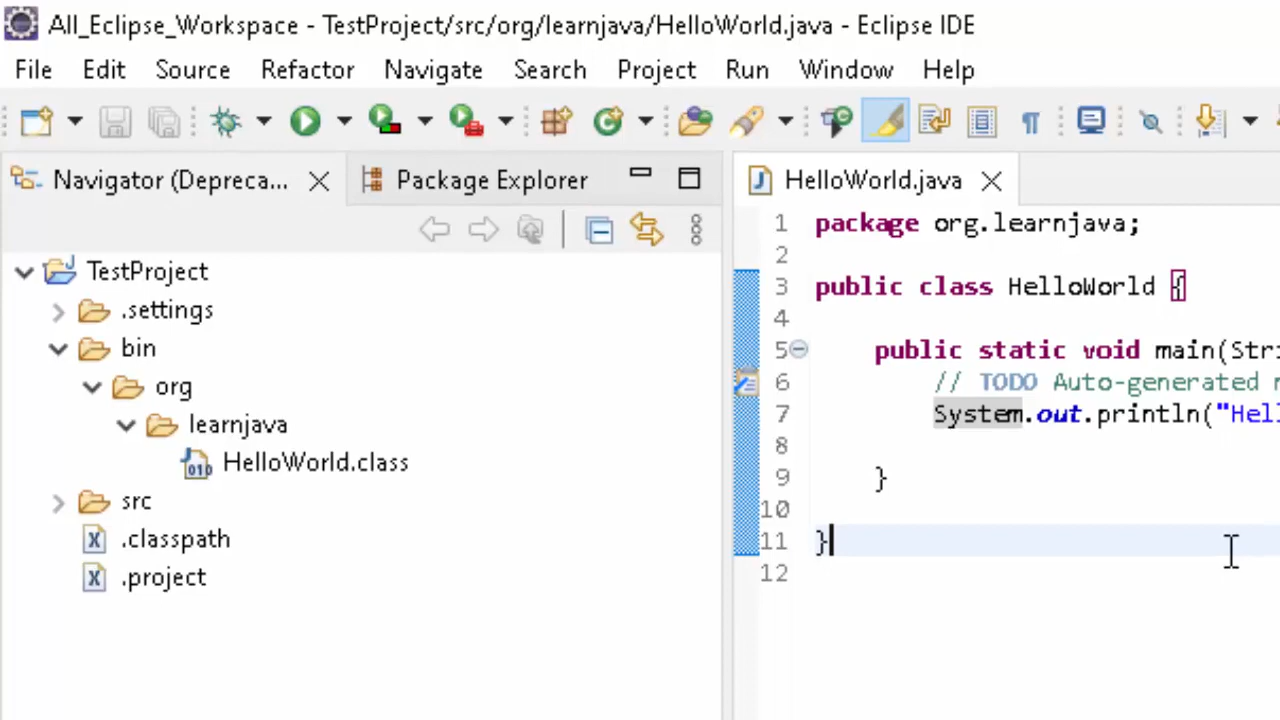 All_Eclipse_Workspace - TestProject/src/org/learnjava/HelloWorld.java - Eclipse IDE
File Edit Source Refactor Navigate Search Project Run Window Help
Navigator (Depreca... Package Explorer
TestProject
.settings
bin
org
learnjava
HelloWorld.class
src
.classpath
.project
HelloWorld.java
1 package org.learnjava;
2
3 public class HelloWorld {
4
5 public static void main(Stri
6 // TODO Auto-generated
7 System.out.println("Hell
8
9 }
10
11 }
12